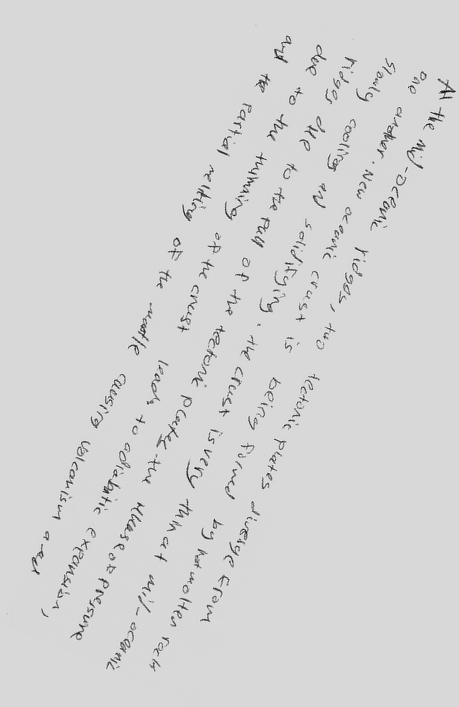 At the mid-oceanic ridges, two tectonic plates diverge from
one another. New oceanic crust is being formed by hot molten rock
slowly cooling and solidifying. the crust is very thin at mid-oceanic
ridges due to the pull of the tectonic plates. the release of pressure
due to the thinning of the crust leads to adiabatic expansion,
and the partial melting of the mantle causing volcanism and